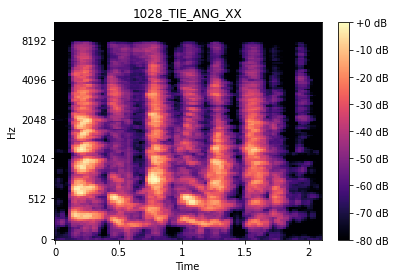 1028_TIE_ANG_XX
+0 dB
8192
-10 dB
4096
-20 dB
-30 dB
2048
Hz
-40 dB
1024
-50 dB
512
-60 dB
-70 dB
0
-80 dB
0
0.5
1
1.5
2
Time